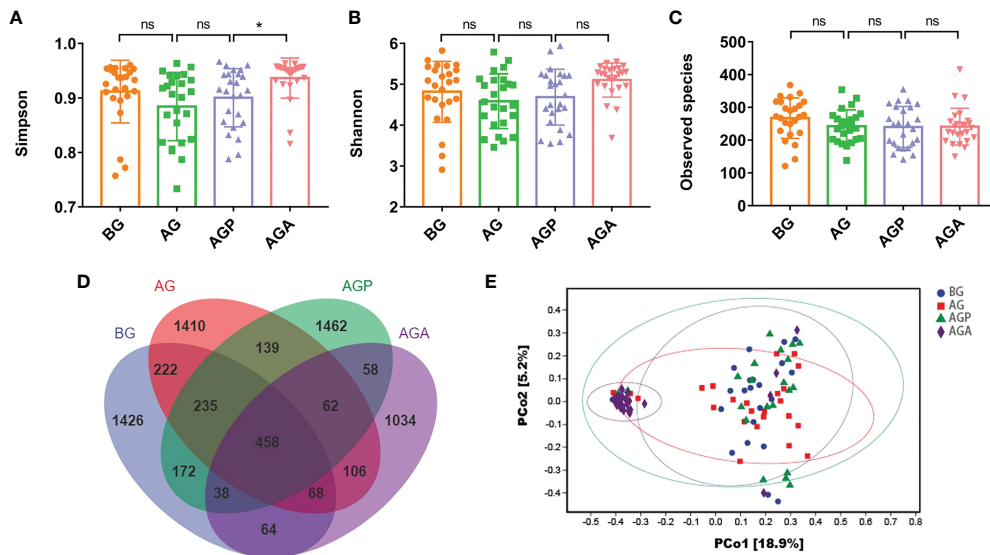 A
ns
ns
*
Simpson
1.0
0.9
0.8
0.7
BG
AG
AGP
AGA
B
ns
ns
ns
Shannon
6
5
4
3
2
BG
AG
AGP
AGA
C
ns
ns
ns
Observed species
500
400
300
200
100
0
BG
AG
AGP
AGA
D
AG
AGP
BG
AGA
1410
1462
139
222
58
235
62
1426
1034
458
172
106
38
68
64
E
BG
AG
AGP
AGA
PCo2 [5.2%]
0.4
0.3
0.2
0.1
0.0
-0.1
-0.2
-0.3
-0.4
-0.5
-0.4
-0.3
-0.2
-0.1
0.0
0.1
0.2
0.3
0.4
0.5
0.6
0.7
0.8
PCo1 [18.9%]